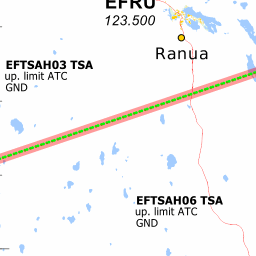 EFRU
123.500
Ranua
EFTSAH03 TSA
up. limit ATC
GND
EFTSAH06 TSA
up. limit ATC
GND